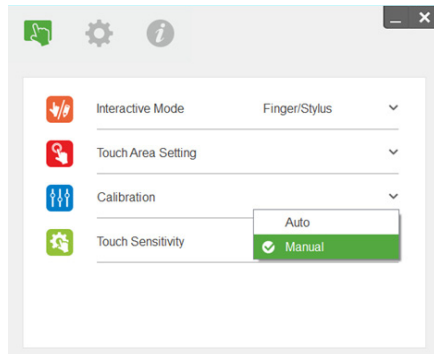 Interactive Mode Finger/Stylus
Touch Area Setting
Calibration
Auto
Touch Sensitivity
Manual